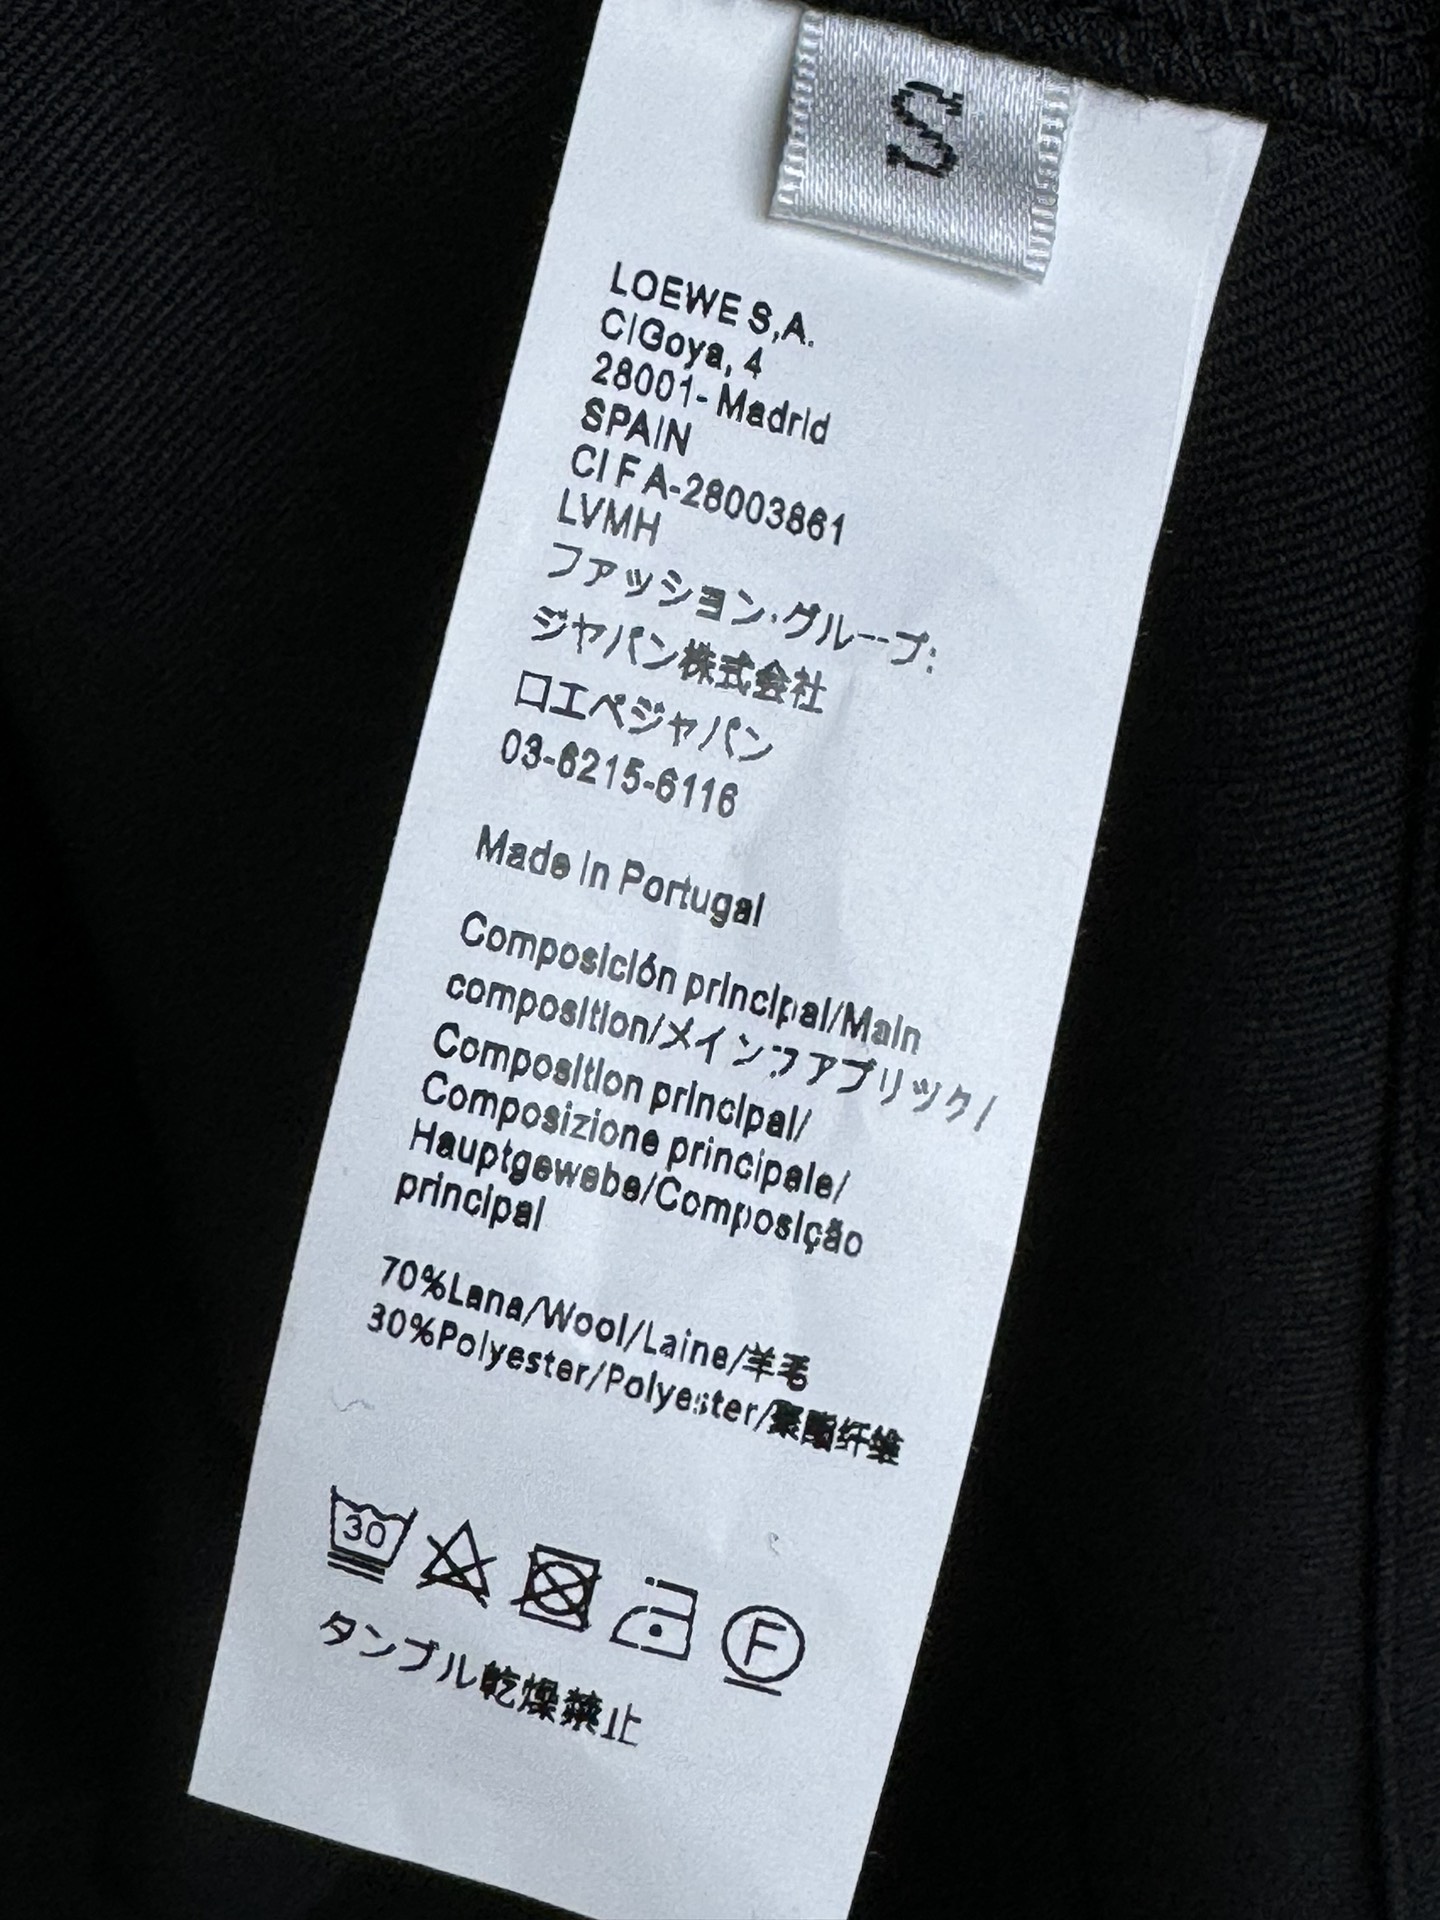 S
LOEWE S,A.
C/Goya, 4
28001- Madrid
SPAIN
CIF A-28003861
LVMH
ファッション·グループ:
ジャパン株式会社
口エペジャパン
03-6215-6116
Made in Portugal
Composición principal/Main
composition/メインファアブリック/
Composition principal/
Composizione principale/
Hauptgewebe/Composição
principal
70%Lana/Wool/Laine/羊毛
30%Polyester/Polyester/聚酯纤维
30
F
タンブル乾燥禁止